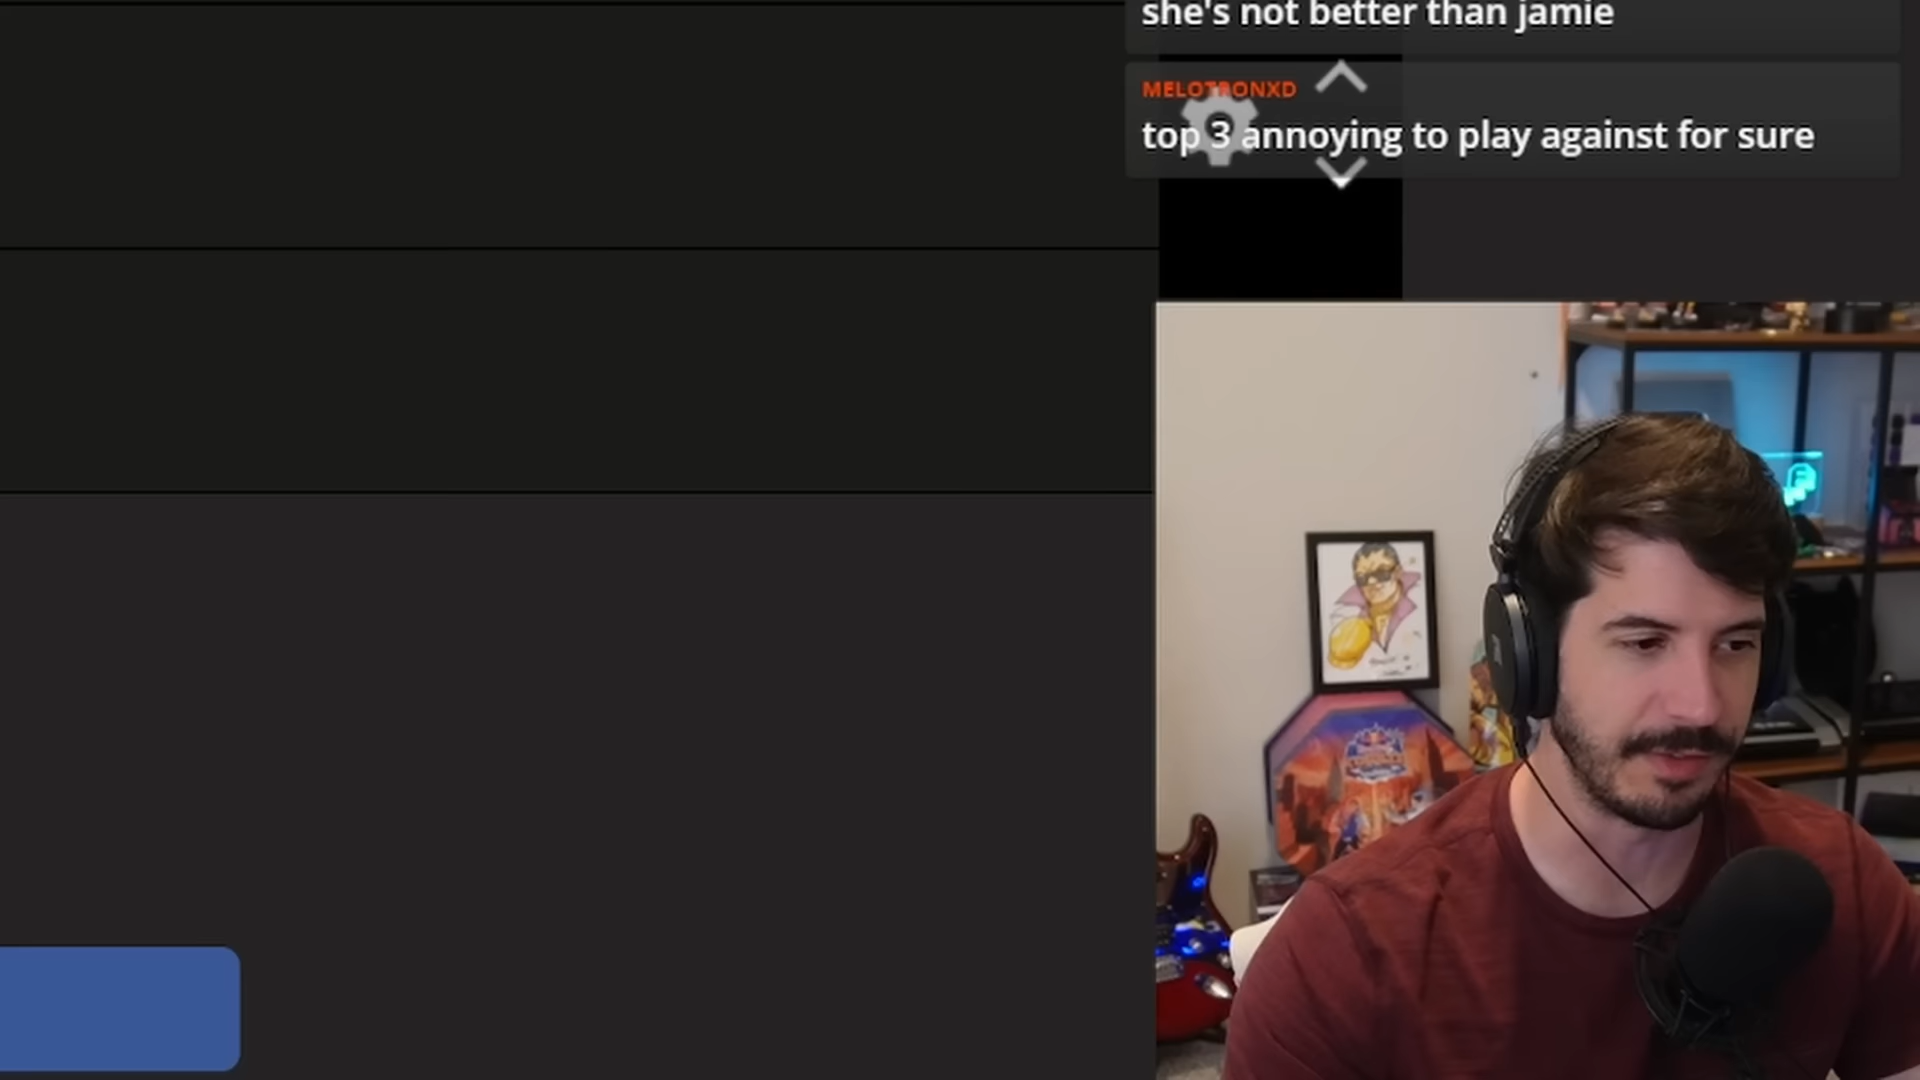 she's not better than jamie
MELOTRONXD
top 3 annoying to play against for sure